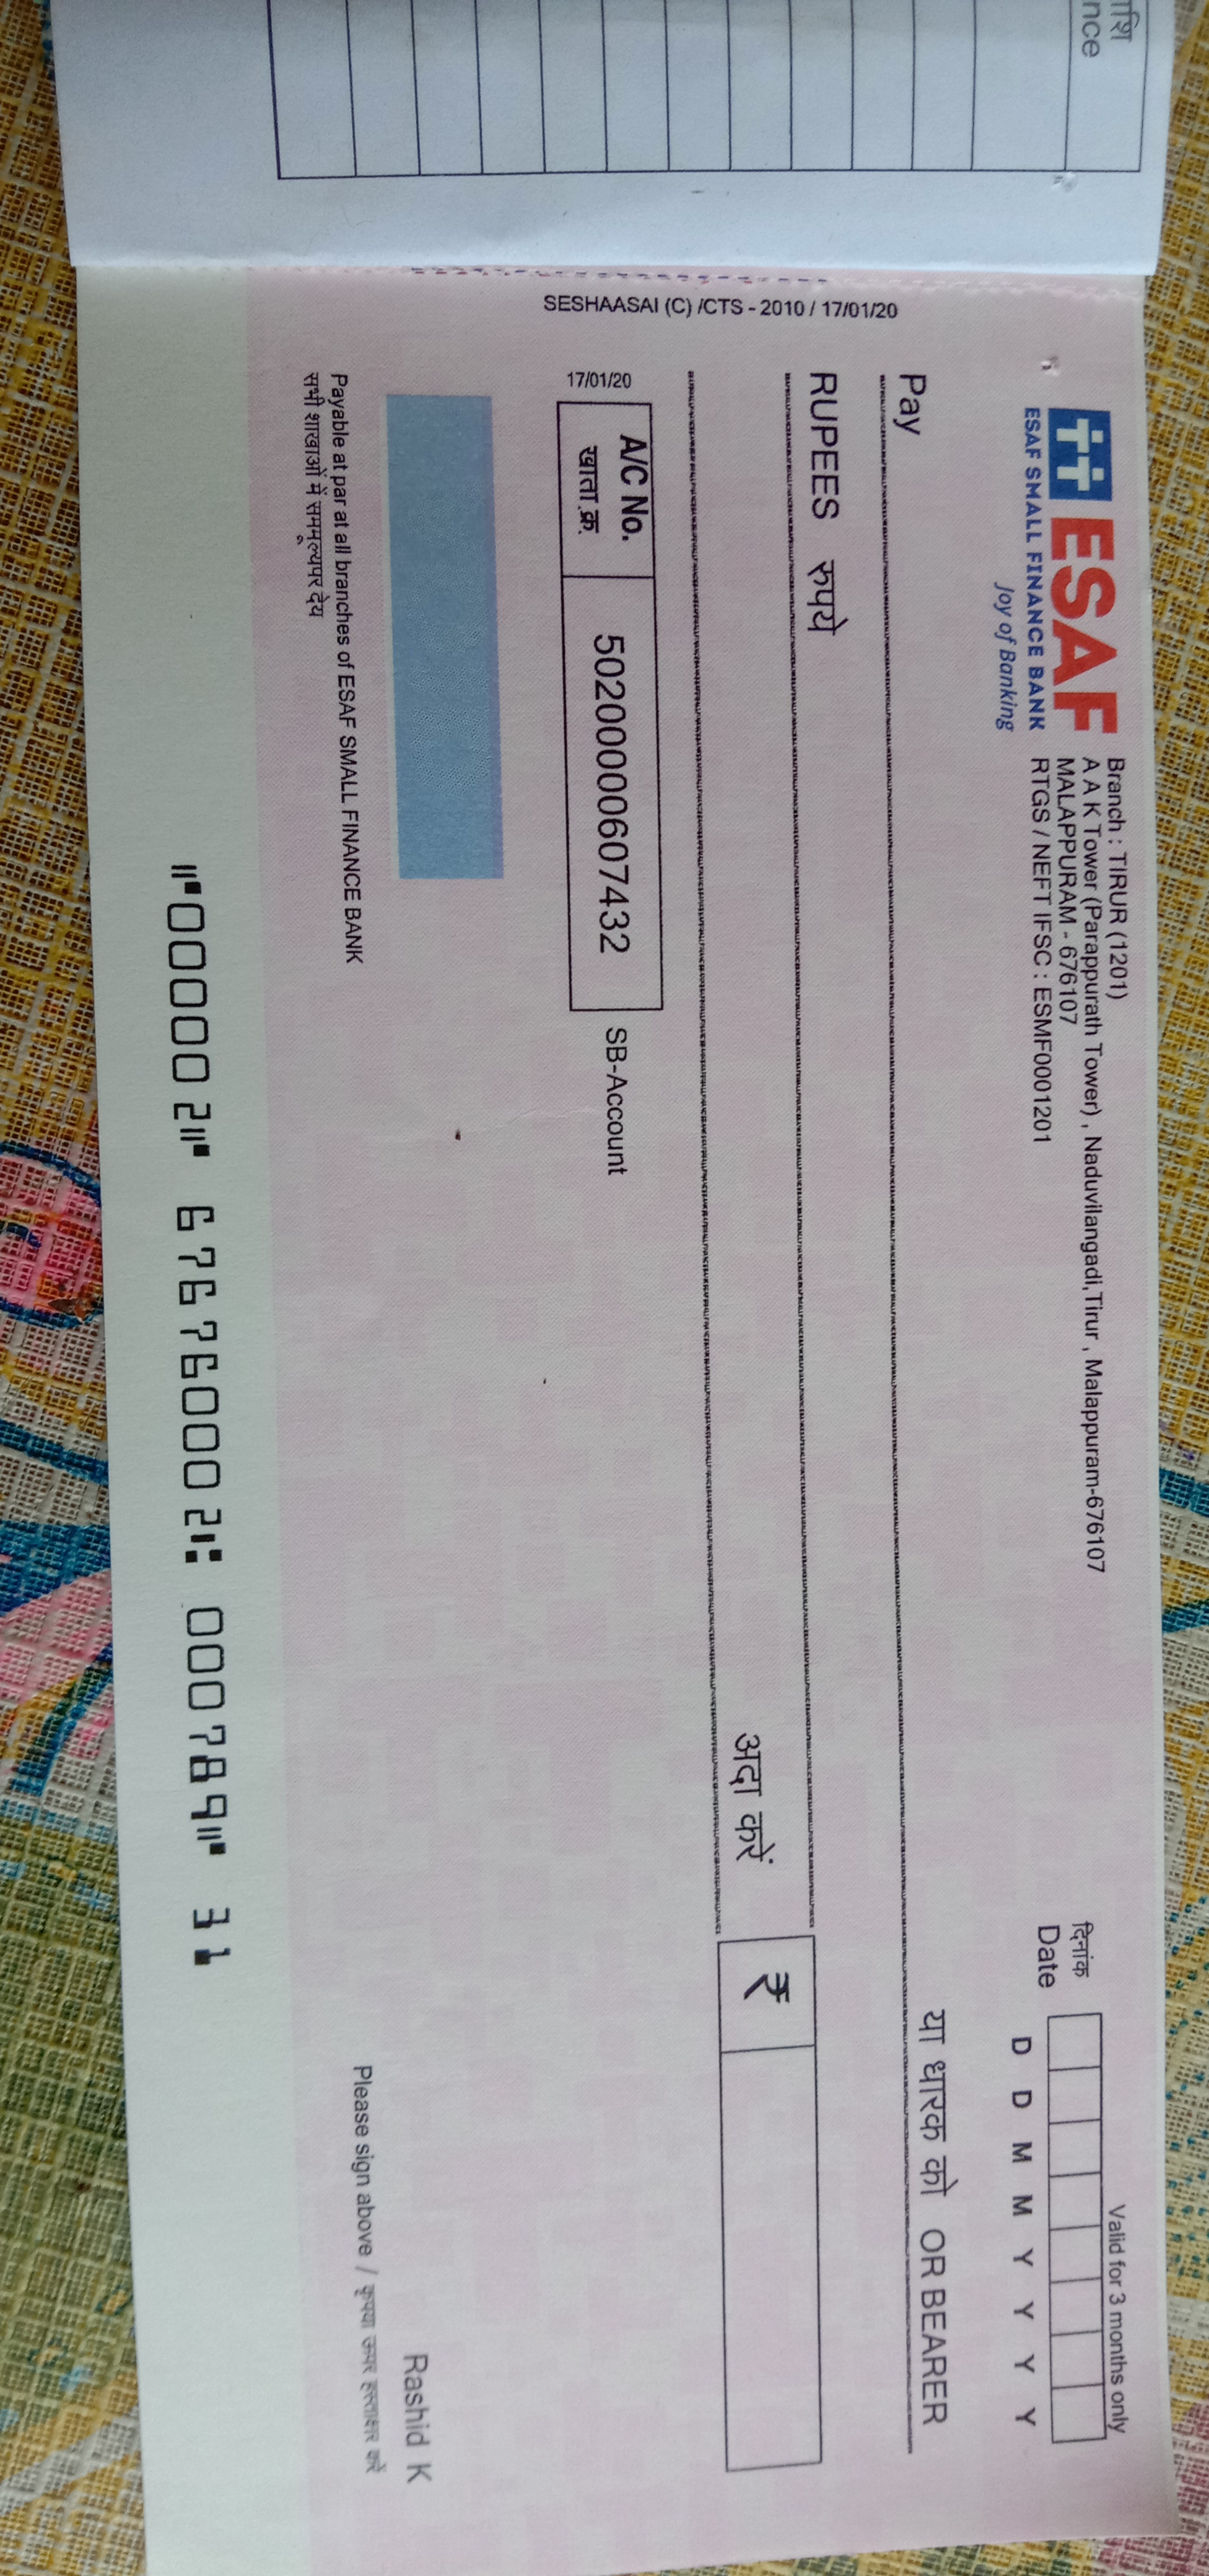 राशि
nce
ESAF
ESAF SMALL FINANCE BANK
Joy of Banking
Branch : TIRUR (1201)
A A K Tower (Parappurath Tower) , Naduvilangadi,Tirur , Malappuram-676107
MALAPPURAM - 676107
RTGS / NEFT IFSC : ESMF0001201
Valid for 3 months only
दिनांक
Date
D D M M Y Y Y Y
Pay
या धारक को OR BEARER
RUPEES रुपये
अदा करें
₹
A/C No.
खाता क्र.
50200000607432
SB-Account
17/01/20
SESHAASAI (C) /CTS - 2010 / 17/01/20
Payable at par at all branches of ESAF SMALL FINANCE BANK
सभी शाखाओं में सममूल्यपर देय
Rashid K
Please sign above / कृपया ऊपर हस्ताक्षर करें
⑈000002⑈ 676760002⑆ 000789⑈ 31